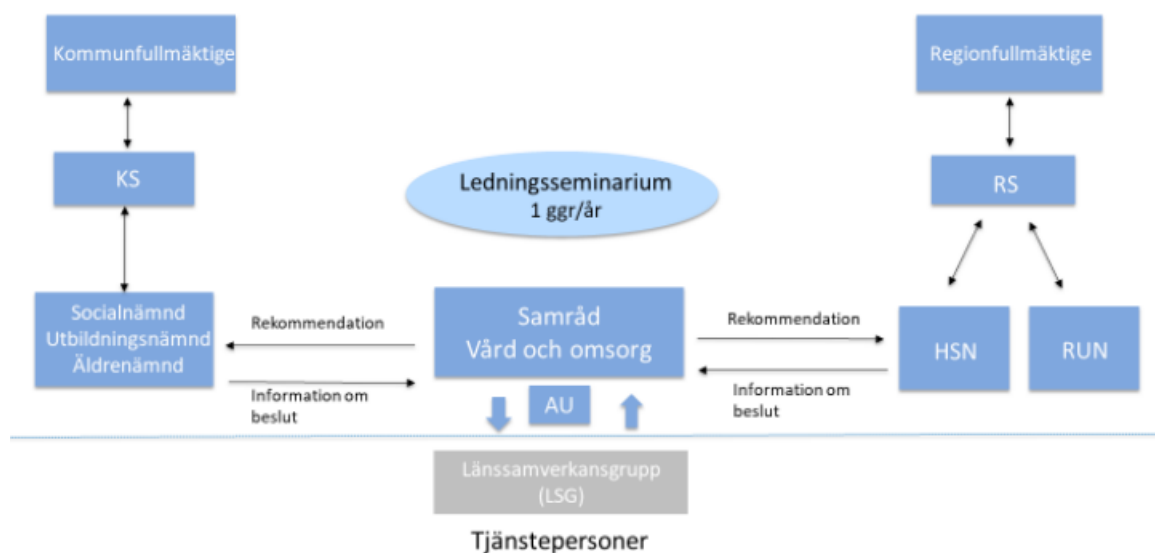 Kommunfullmäktige
Regionfullmäktige
KS
Ledningsseminarium
1 ggr/år
RS
Socialnämnd
Utbildningsnämnd
Äldrenämnd
Rekommendation
Information om
beslut
Samråd
Vård och omsorg
AU
Rekommendation
Information om
beslut
HSN
RUN
Länssamverkansgrupp
(LSG)
Tjänstepersoner